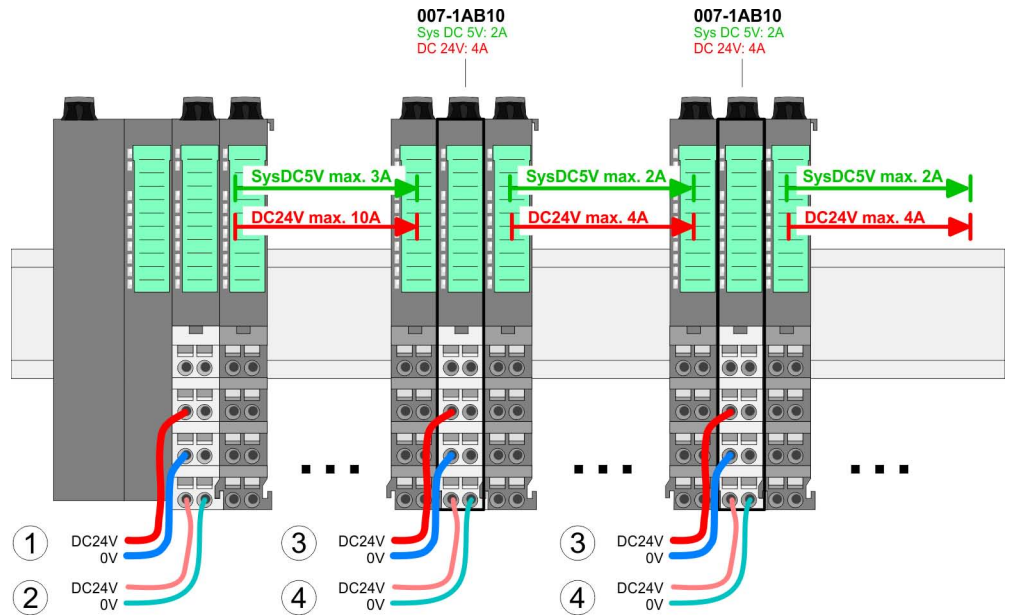 007-1AB10
Sys DC 5V: 2A
DC 24V: 4A
007-1AB10
Sys DC 5V: 2A
DC 24V: 4A
SysDC5V max. 3A
SysDC5V max. 2A
SysDC5V max. 2A
DC24V max. 10A
DC24V max. 4A
DC24V max. 4A
1
DC24V
0V
2
DC24V
0V
3
DC24V
0V
4
DC24V
0V
3
DC24V
0V
4
DC24V
0V